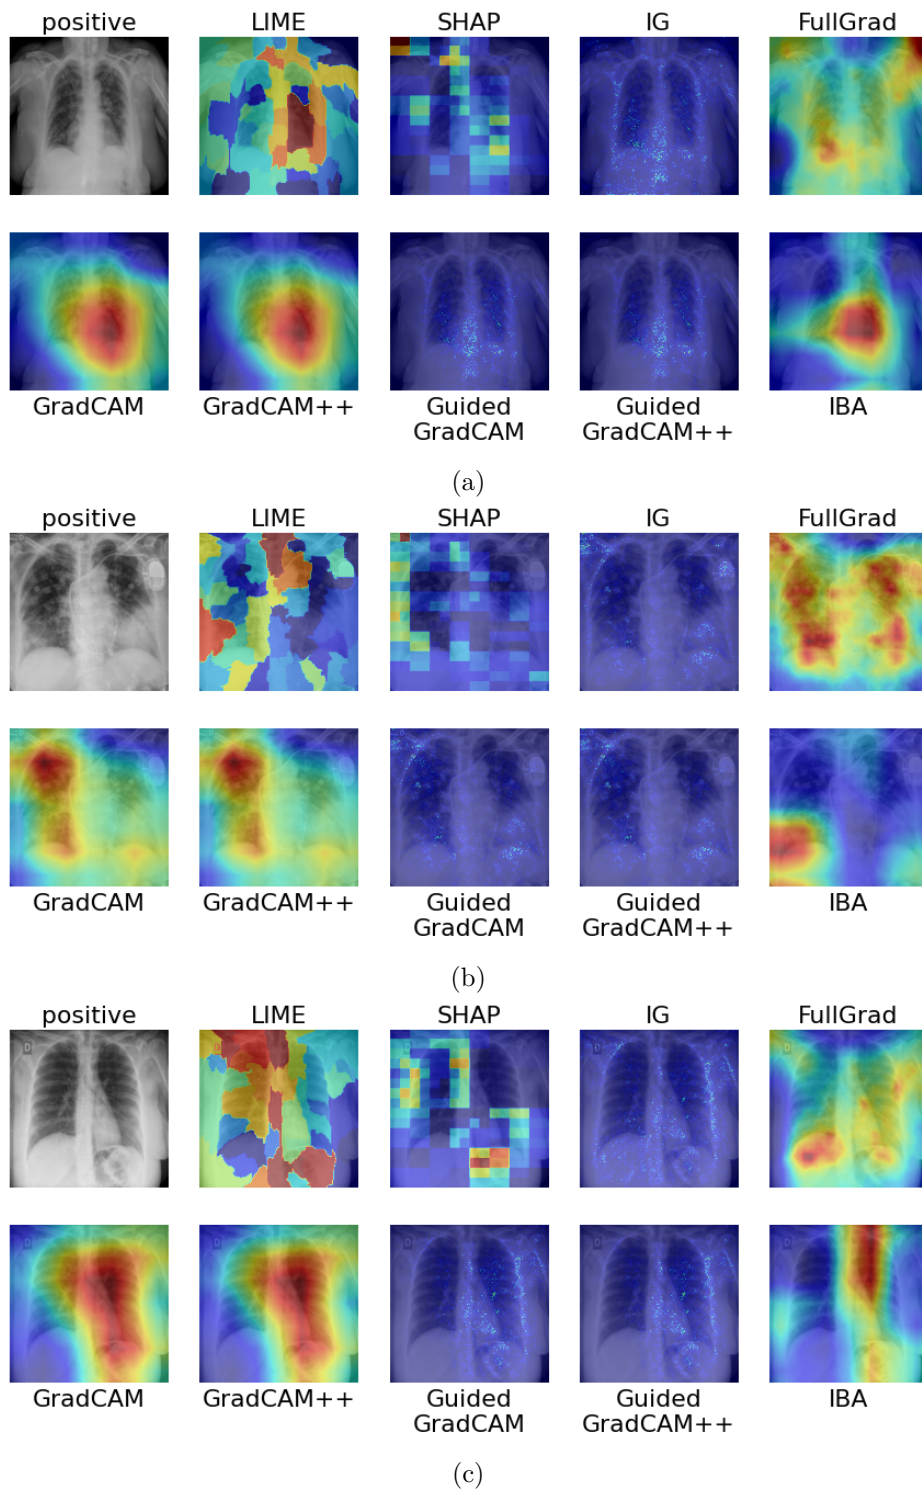 positive LIME SHAP IG FullGrad
GradCAM GradCAM++ Guided GradCAM Guided GradCAM++ IBA
(a)
positive LIME SHAP IG FullGrad
GradCAM GradCAM++ Guided GradCAM Guided GradCAM++ IBA
(b)
positive LIME SHAP IG FullGrad
D
GradCAM GradCAM++ Guided GradCAM Guided GradCAM++ IBA
(c)